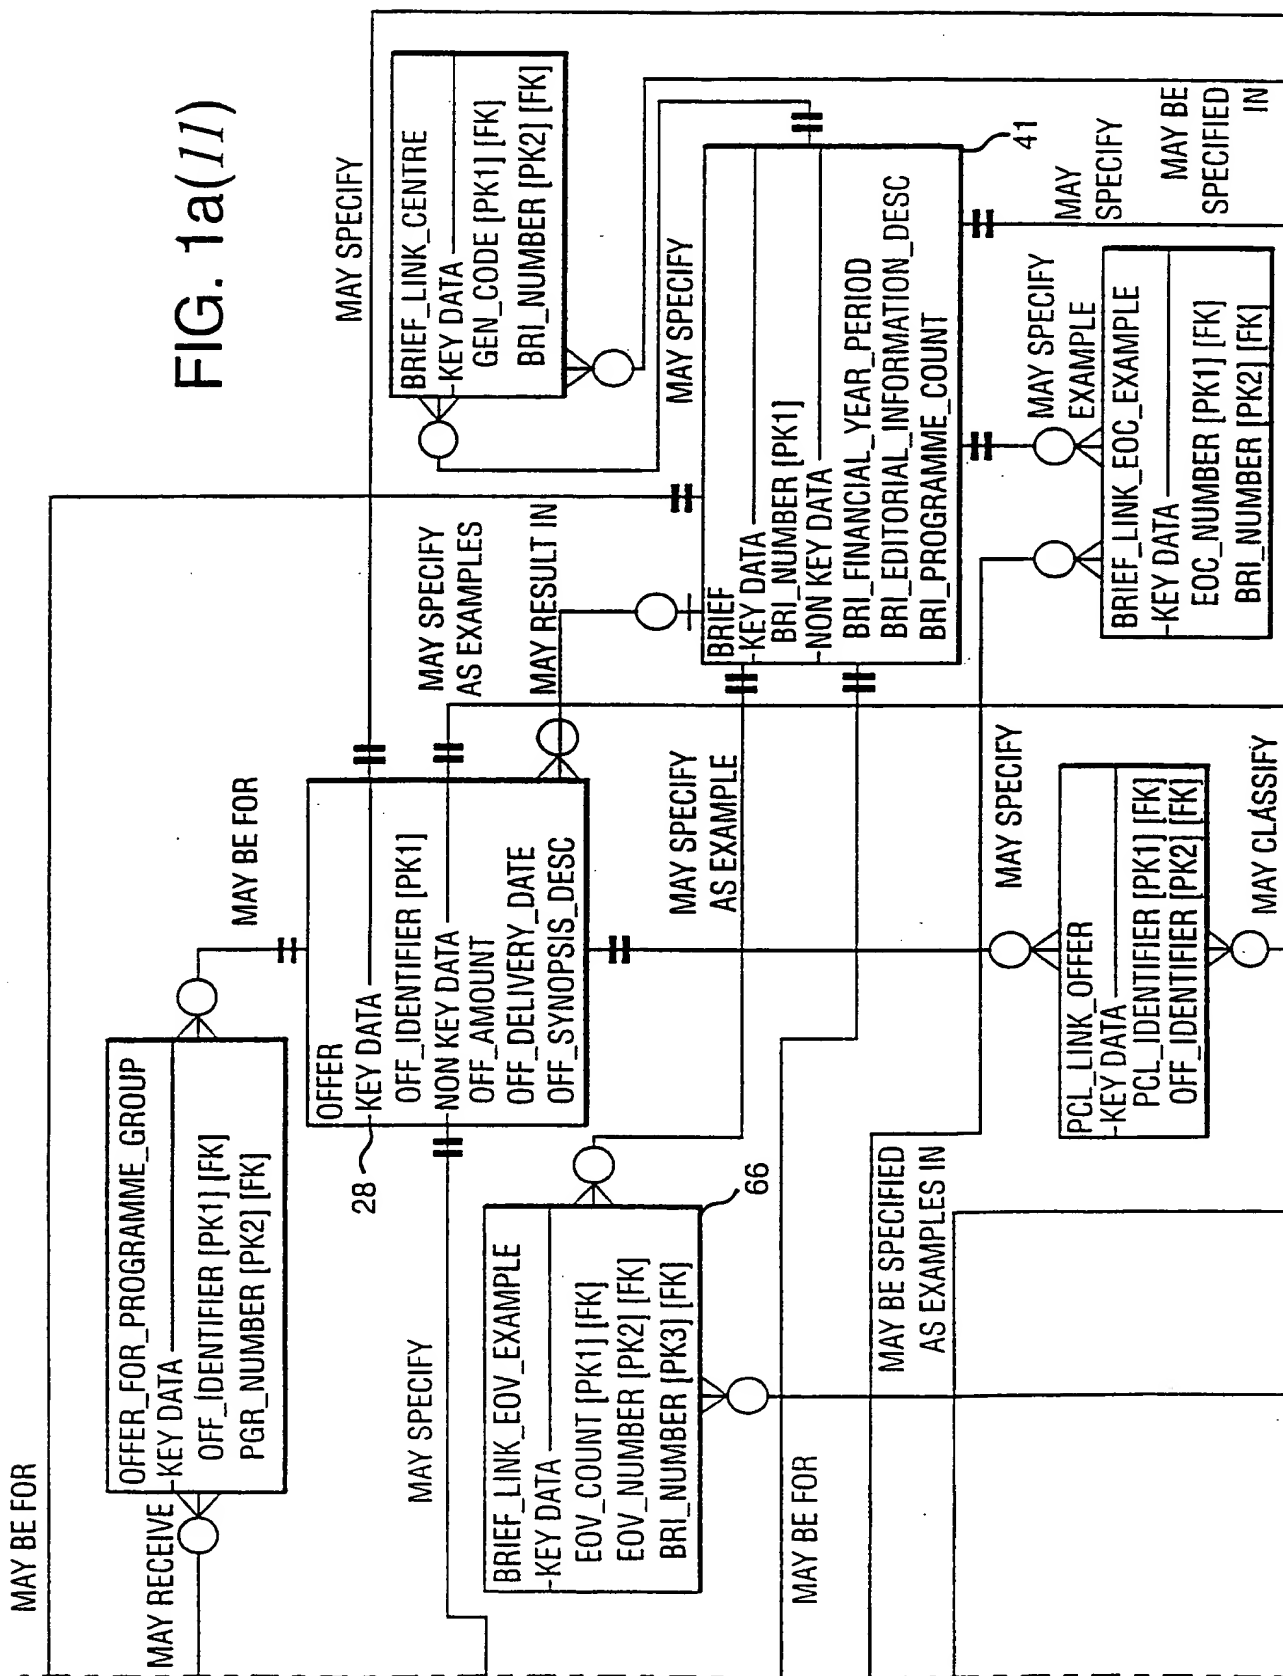 FIG. 1a(11)
MAY BE FOR
MAY RECEIVE
OFFER_FOR_PROGRAMME_GROUP
KEY DATA
OFF_IDENTIFIER [PK1] [FK]
PGR_NUMBER [PK2] [FK]
MAY BE FOR
28
OFFER
KEY DATA
OFF_IDENTIFIER [PK1]
NON KEY DATA
OFF_AMOUNT
OFF_DELIVERY_DATE
OFF_SYNOPSIS_DESC
MAY SPECIFY
BRIEF_LINK_CENTRE
KEY DATA
GEN_CODE [PK1] [FK]
BRI_NUMBER [PK2] [FK]
MAY SPECIFY
AS EXAMPLES
MAY RESULT IN
MAY SPECIFY
MAY SPECIFY
BRIEF_LINK_EOV_EXAMPLE
KEY DATA
EOV_COUNT [PK1] [FK]
EOV_NUMBER [PK2] [FK]
BRI_NUMBER [PK3] [FK]
66
MAY SPECIFY
AS EXAMPLE
BRIEF
KEY DATA
BRI_NUMBER [PK1]
NON KEY DATA
BRI_FINANCIAL_YEAR_PERIOD
BRI_EDITORIAL_INFORMATION_DESC
BRI_PROGRAMME_COUNT
41
MAY BE FOR
MAY BE SPECIFIED
AS EXAMPLES IN
MAY SPECIFY
PCL_LINK_OFFER
KEY DATA
PCL_IDENTIFIER [PK1] [FK]
OFF_IDENTIFIER [PK2] [FK]
MAY CLASSIFY
MAY SPECIFY
EXAMPLE
BRIEF_LINK_EOC_EXAMPLE
KEY DATA
EOC_NUMBER [PK1] [FK]
BRI_NUMBER [PK2] [FK]
MAY
SPECIFY
MAY BE
SPECIFIED
IN